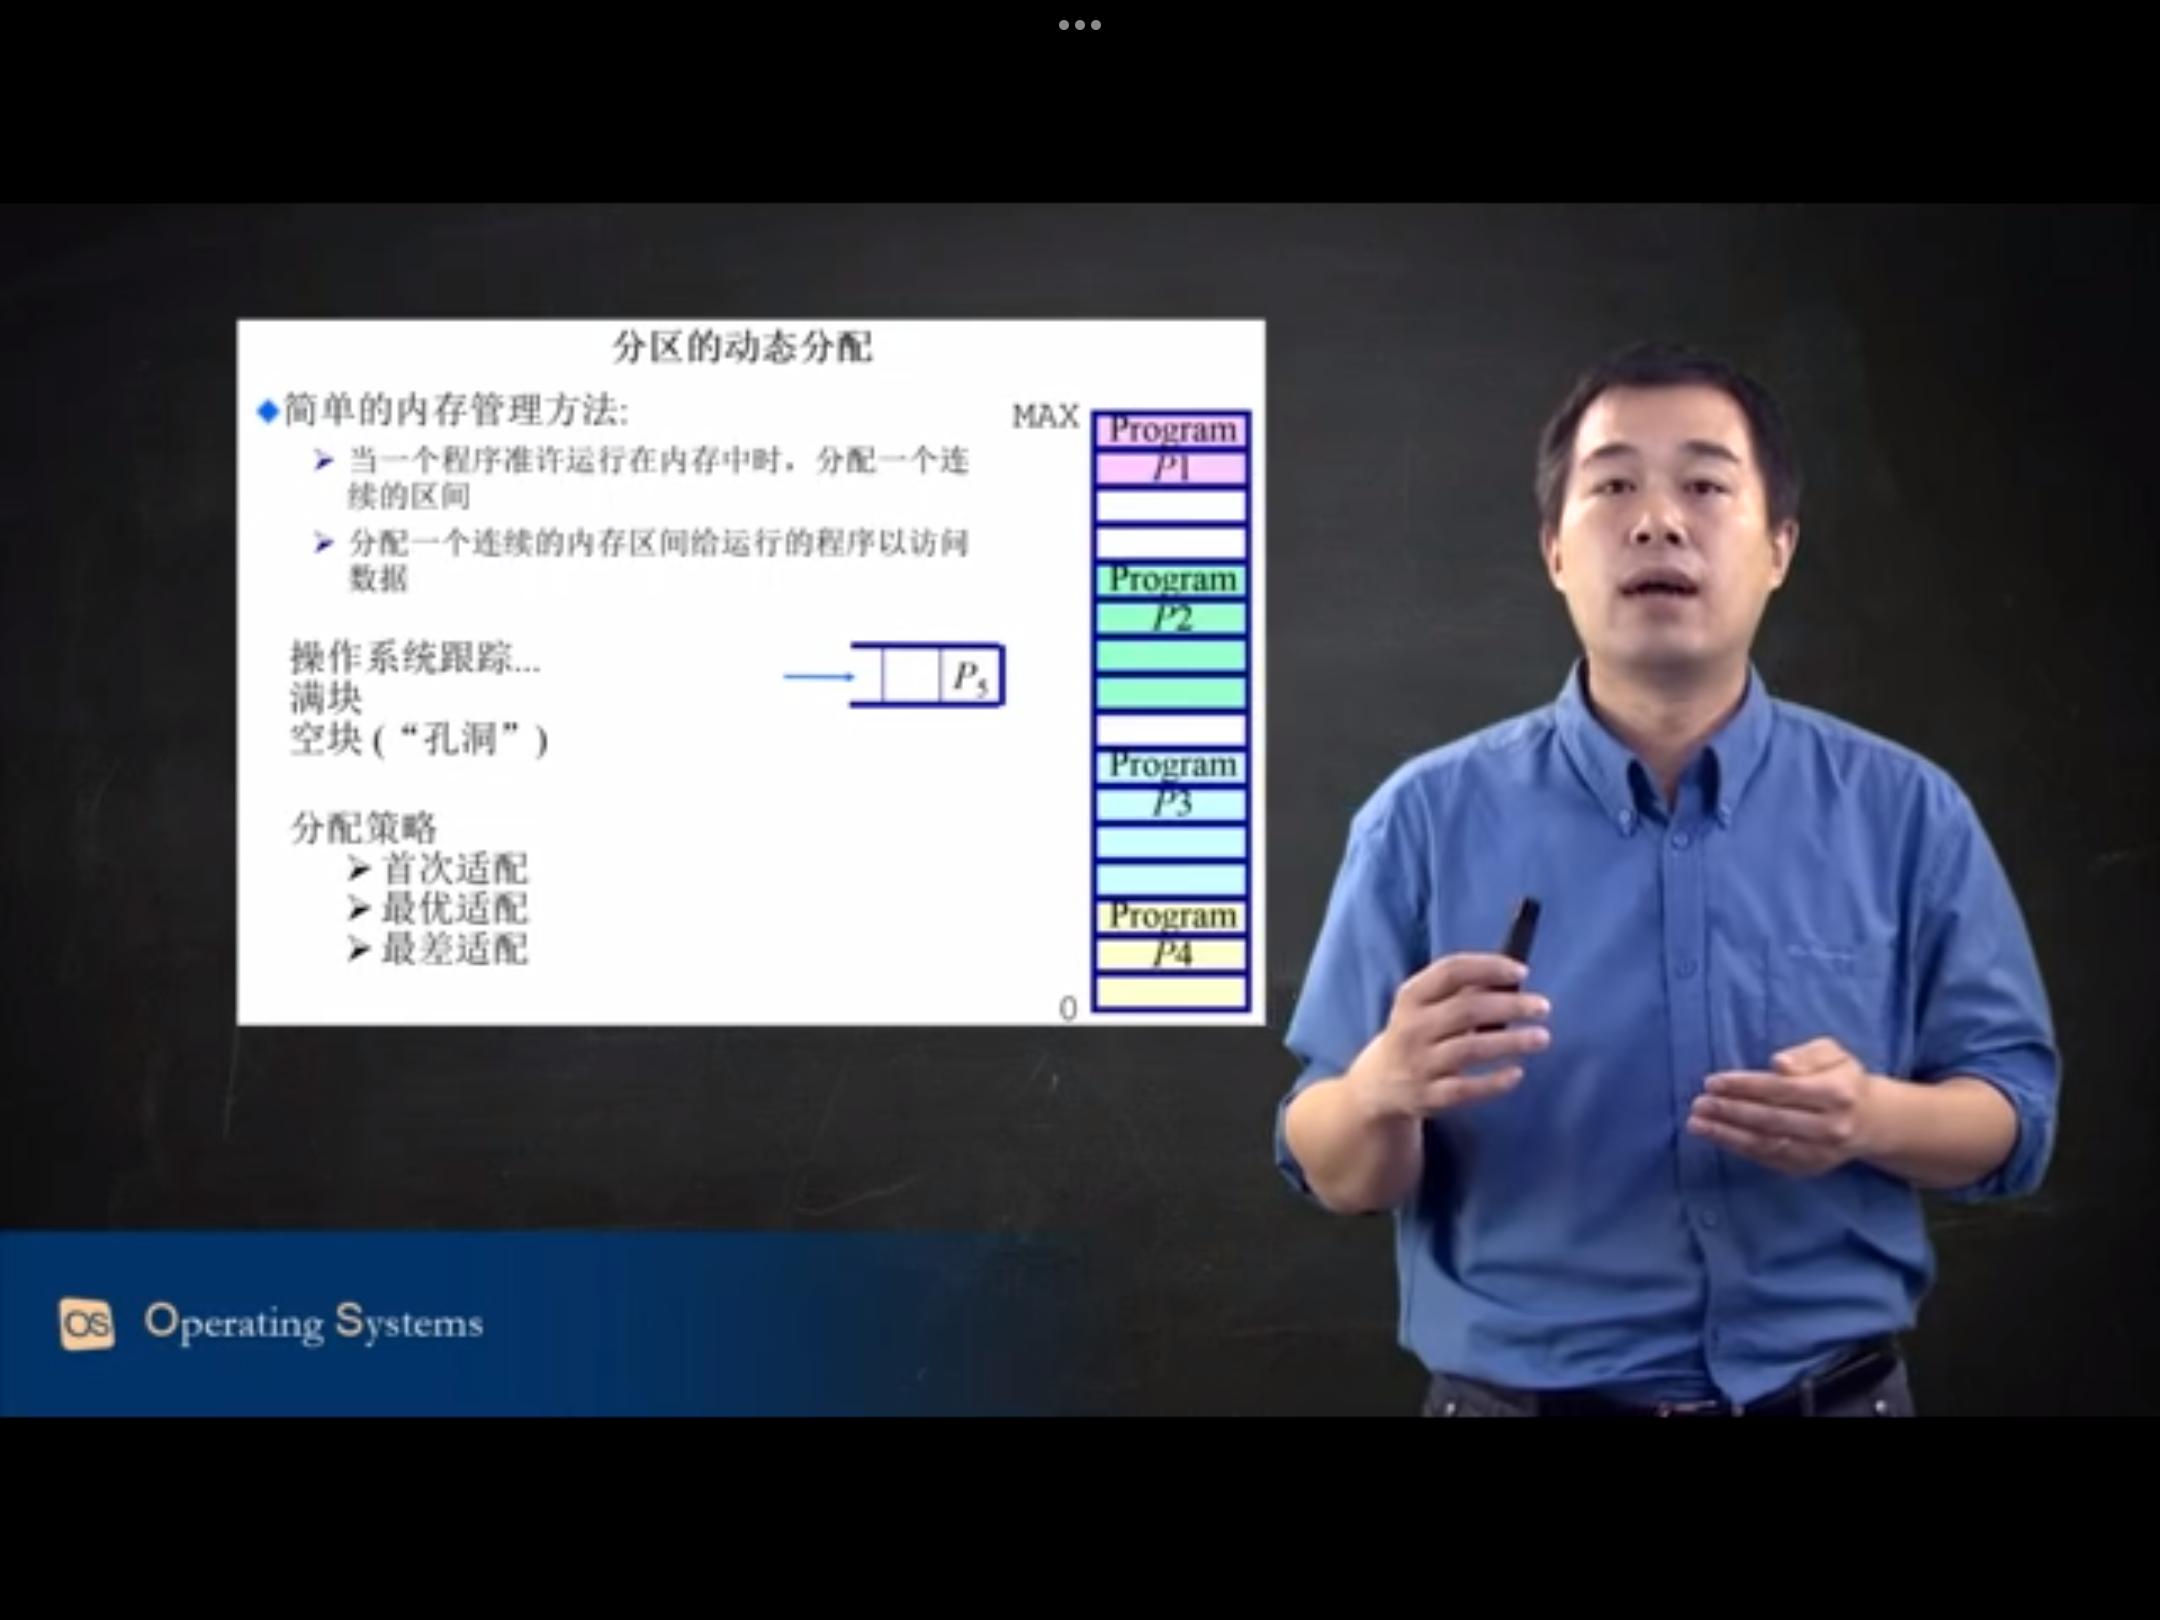 分区的动态分配
◆简单的内存管理方法:
➢ 当一个程序准许运行在内存中时，分配一个连
续的区间
➢ 分配一个连续的内存区间给运行的程序以访问
数据
操作系统跟踪...
满块
空块 (“孔洞”)
P5
分配策略
➢ 首次适配
➢ 最优适配
➢ 最差适配
MAX
Program
P1
Program
P2
Program
P3
Program
P4
0
OS Operating Systems